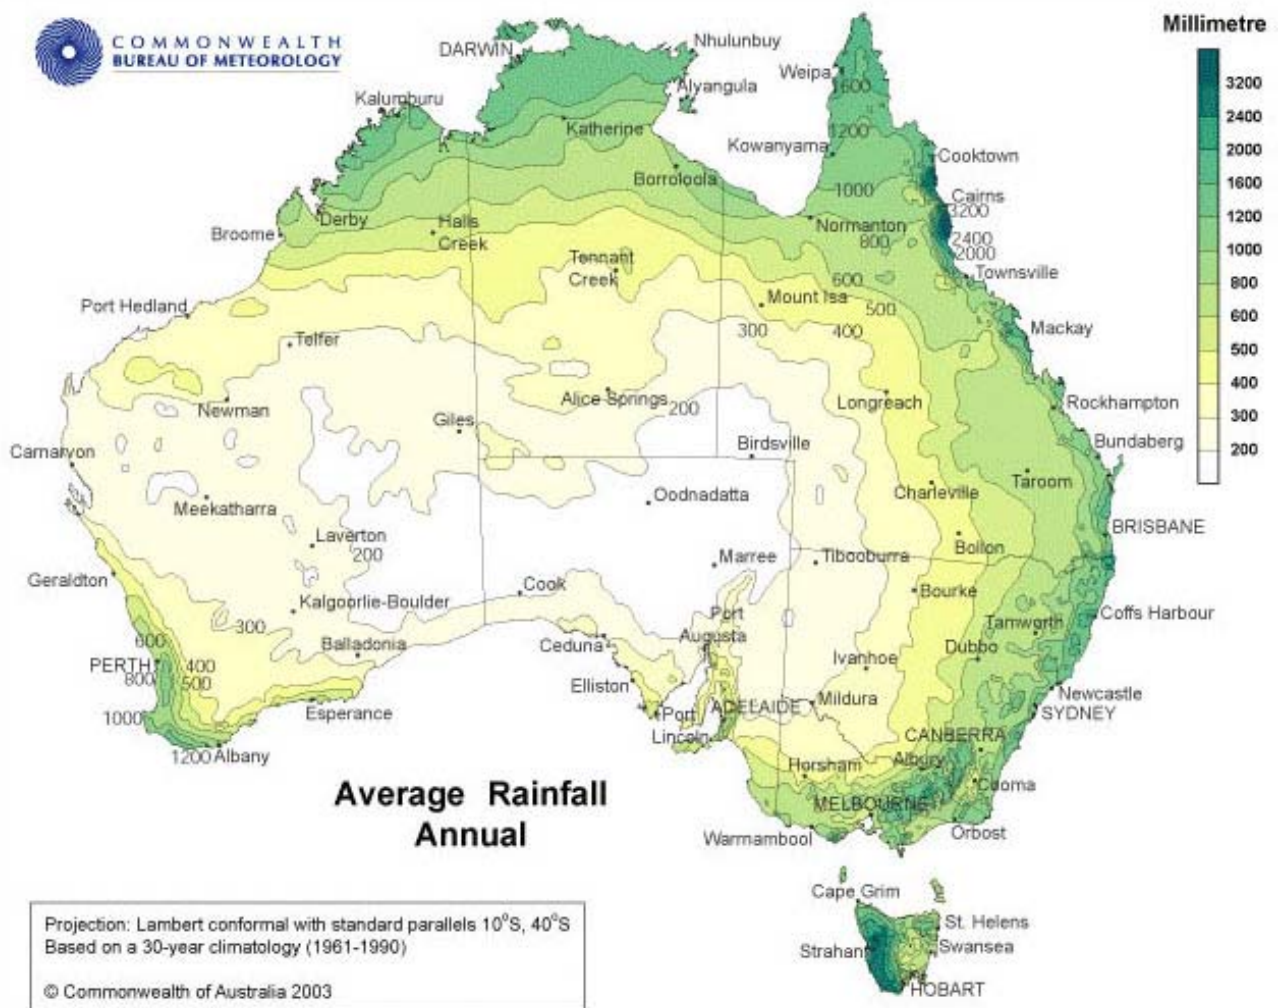 COMMONWEALTH
BUREAU OF METEOROLOGY
Millimetre
3200
2400
2000
1600
1200
1000
800
600
500
400
300
200
DARWIN
Nhulunbuy
Weipa
1600
Alyangula
Kalumburu
Katherine
1200
Kowanyama
Cooktown
Borroloola
1000
Cairns
3200
Derby
Halls
Creek
Broome
Normanton
800
2400
2000
Tennant
Creek
Townsville
600
Mount Isa
500
Port Hedland
300
400
Mackay
Telfer
Newman
Alice Springs
200
Longreach
Rockhampton
Giles
Birdsville
Bundaberg
Carnarvon
Meekatharra
Oodnadatta
Charleville
Taroom
Laverton
200
BRISBANE
Marree
Tibooburra
Bollon
Geraldton
Cook
Bourke
Kalgoorlie-Boulder
Port
Augusta
Coffs Harbour
300
Tamworth
600
Balladonia
Ceduna
Dubbo
PERTH
400
800
500
Elliston
Ivanhoe
Mildura
Newcastle
SYDNEY
1000
Esperance
Port
Lincoln
ADELAIDE
CANBERRA
1200
Albany
Horsham
Albury
Cooma
Average Rainfall
Annual
MELBOURNE
Warrnambool
Orbost
Cape Grim
St. Helens
Strahan
Swansea
HOBART
Projection: Lambert conformal with standard parallels 10°S, 40°S
Based on a 30-year climatology (1961-1990)
© Commonwealth of Australia 2003